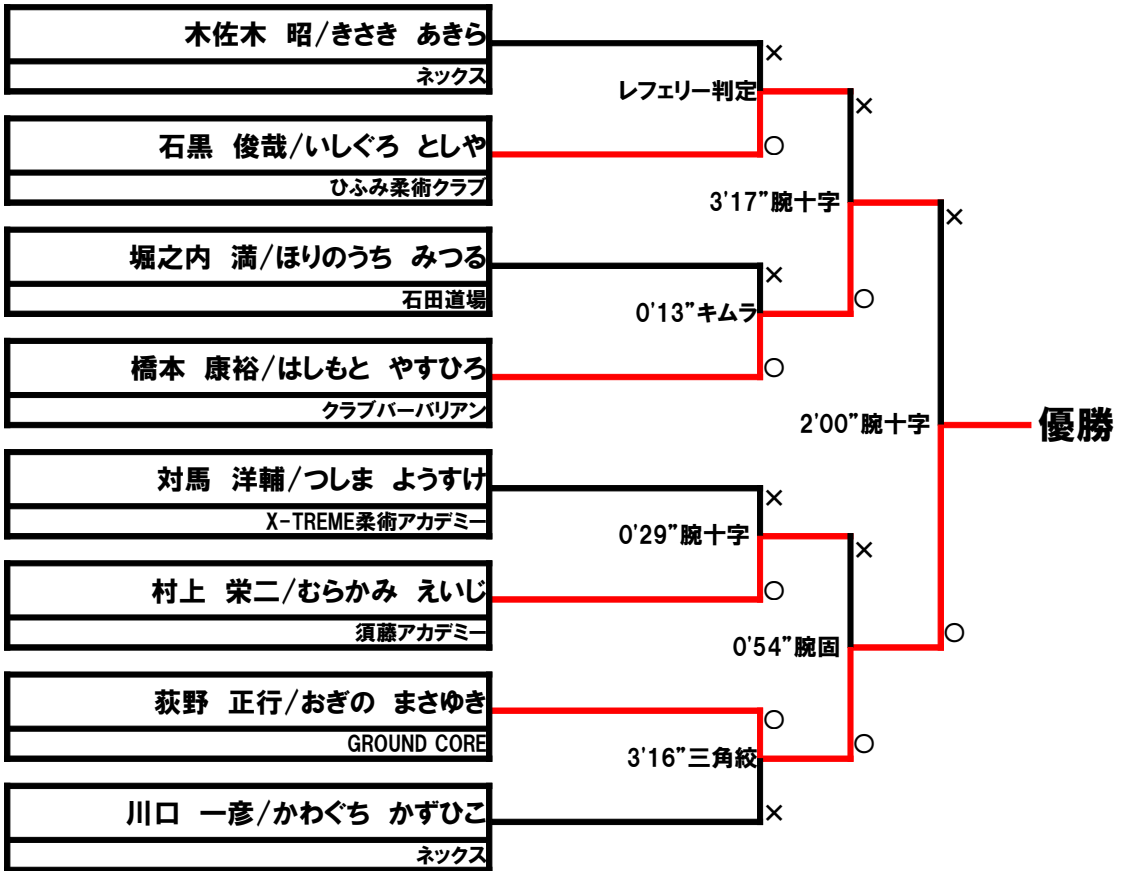 木佐木　昭/きさき　あきら
ネックス
×
レフェリー判定
×
石黒　俊哉/いしぐろ　としや
○
ひふみ柔術クラブ
3'17”腕十字
×
堀之内　満/ほりのうち　みつる
×
石田道場
0'13”キムラ
○
橋本　康裕/はしもと　やすひろ
○
クラブバーバリアン
2'00”腕十字
優勝
対馬　洋輔/つしま　ようすけ
×
X-TREME柔術アカデミー
0'29”腕十字
×
村上　栄二/むらかみ　えいじ
○
須藤アカデミー
○
0'54”腕固
荻野　正行/おぎの　まさゆき
○
GROUND CORE
○
3'16”三角絞
川口　一彦/かわぐち　かずひこ
×
ネックス